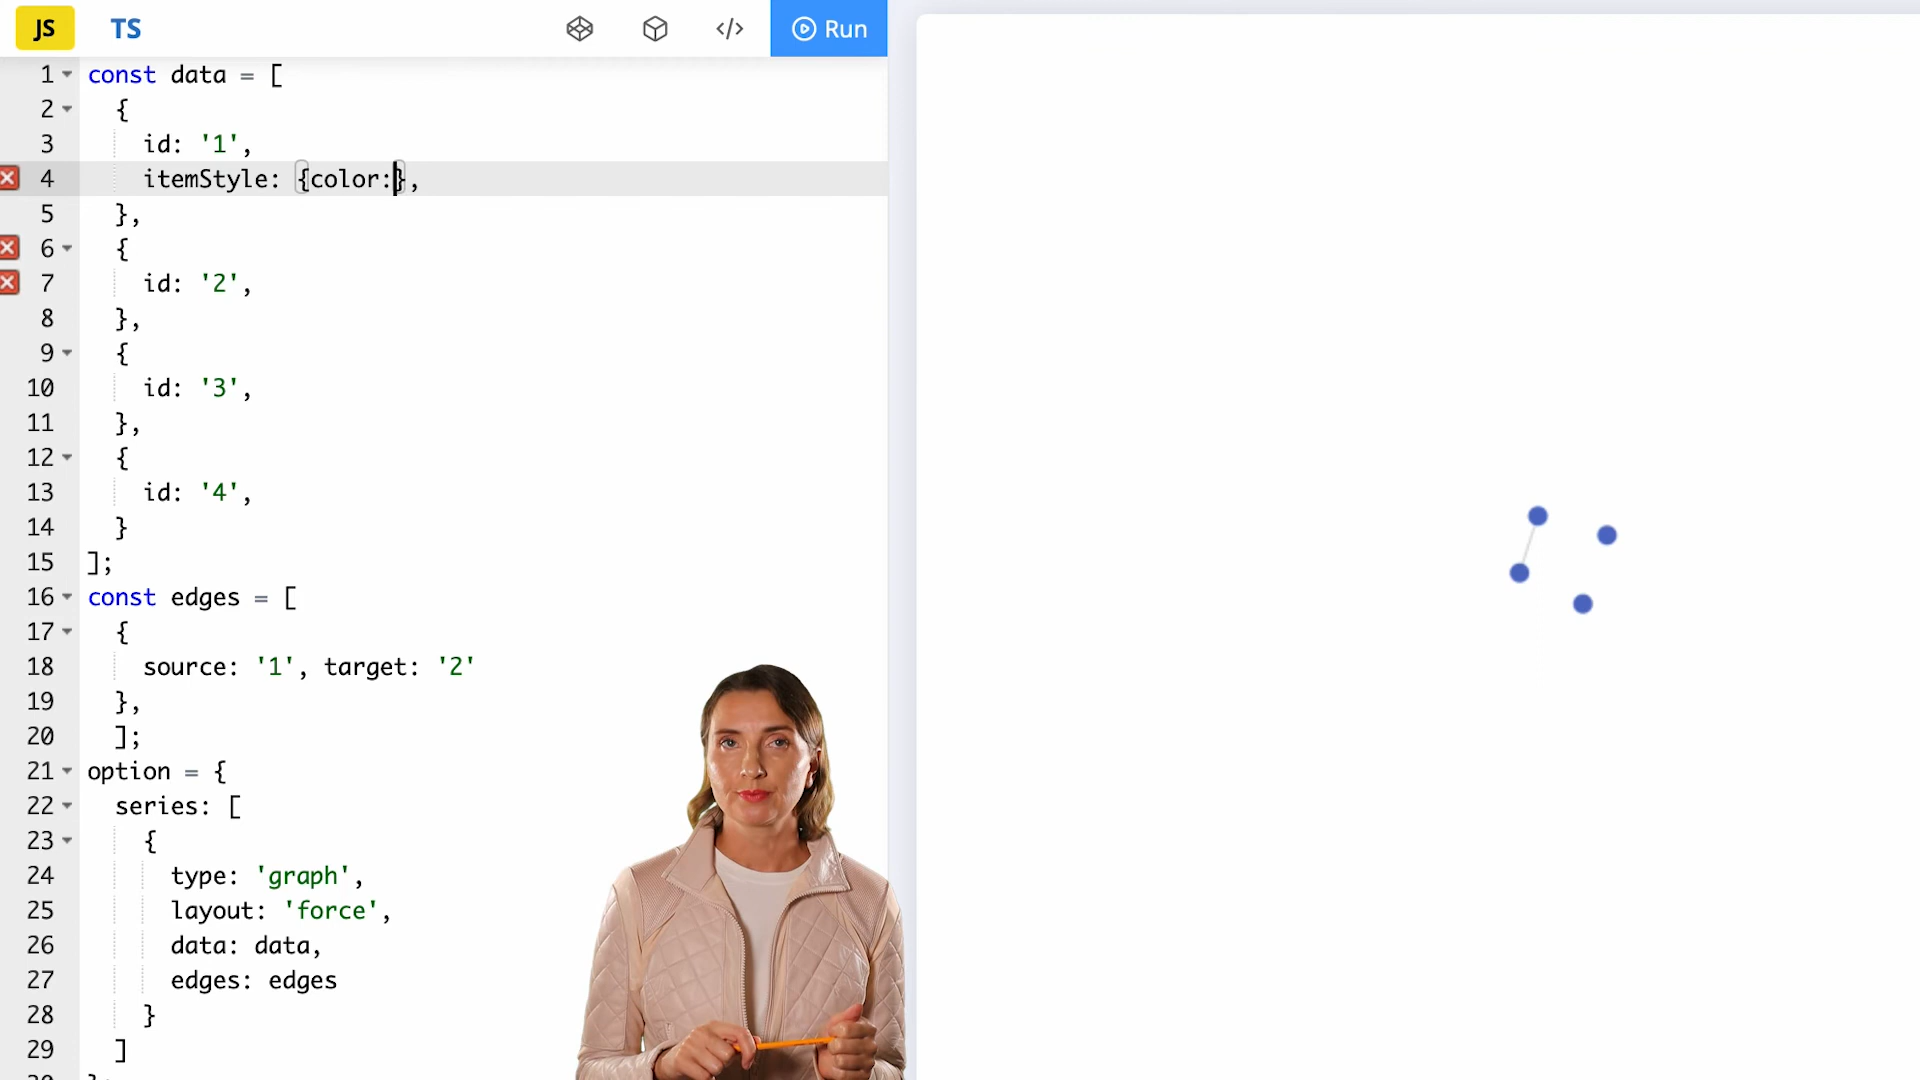 JS TS Run
1 const data = [
2 {
3 id: '1',
4 itemStyle: {color:},
5 },
6 {
7 id: '2',
8 },
9 {
10 id: '3',
11 },
12 {
13 id: '4',
14 }
15 ];
16 const edges = [
17 {
18 source: '1', target: '2'
19 },
20 ];
21 option = {
22 series: [
23 {
24 type: 'graph',
25 layout: 'force',
26 data: data,
27 edges: edges
28 }
29 ]